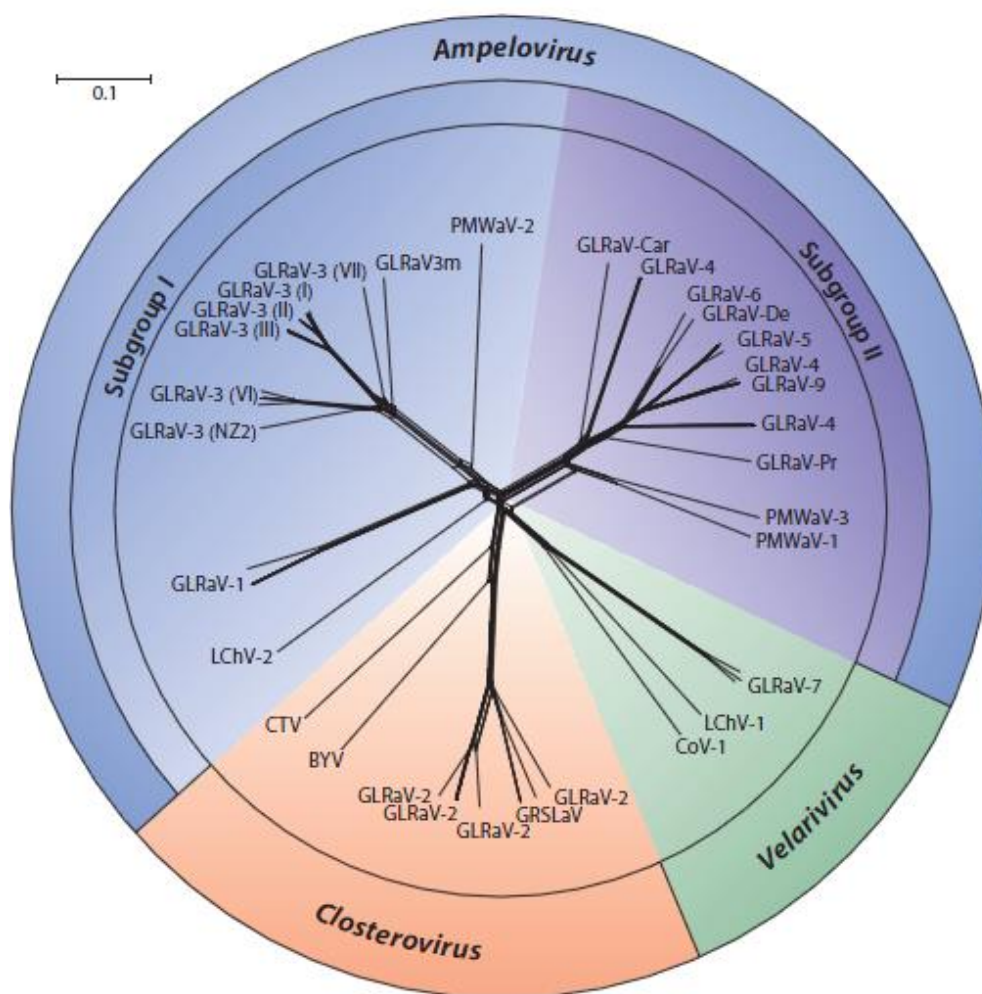 Ampelovirus
0.1
Subgroup I
Subgroup II
PMWaV-2
GLRaV3m
GLRaV-3 (VII)
GLRaV-3 (I)
GLRaV-3 (II)
GLRaV-3 (III)
GLRaV-3 (VI)
GLRaV-3 (NZ2)
GLRaV-1
LChV-2
GLRaV-Car
GLRaV-4
GLRaV-6
GLRaV-De
GLRaV-5
GLRaV-4
GLRaV-9
GLRaV-4
GLRaV-Pr
PMWaV-3
PMWaV-1
GLRaV-7
LChV-1
CoV-1
CTV
BYV
GLRaV-2
GLRaV-2
GLRaV-2
GRSLaV
GLRaV-2
Velarivirus
Closterovirus